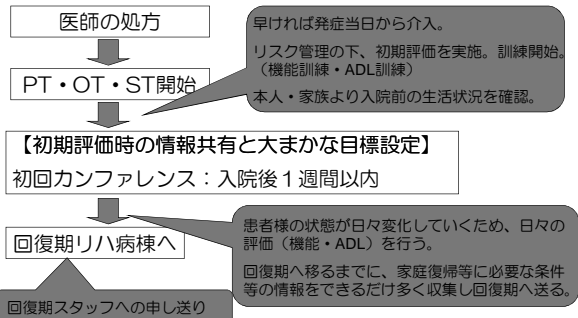 医師の処方
早ければ発症当日から介入。
リスク管理の下、初期評価を実施。訓練開始。
（機能訓練・ADL訓練）
本人・家族より入院前の生活状況を確認。
PT・OT・ST開始
【初期評価時の情報共有と大まかな目標設定】
初回カンファレンス：入院後１週間以内
患者様の状態が日々変化していくため、日々の
評価（機能・ADL）を行う。
回復期へ移るまでに、家庭復帰等に必要な条件
等の情報をできるだけ多く収集し回復期へ送る。
回復期リハ病棟へ
回復期スタッフへの申し送り